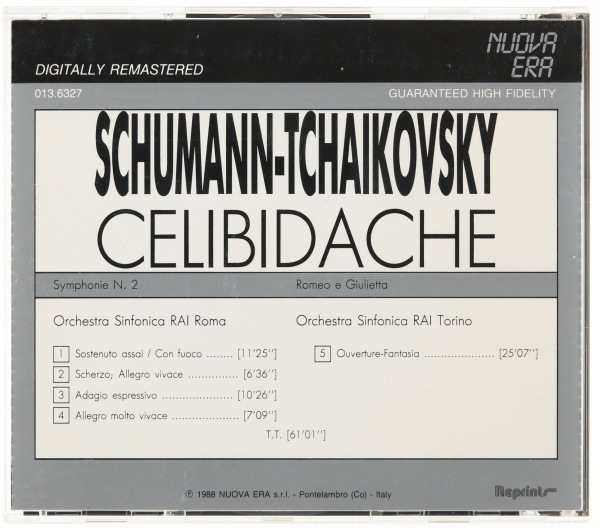 NUOVA
ERA
DIGITALLY REMASTERED
013.6327 GUARANTEED HIGH FIDELITY
SCHUMANN-TCHAIKOVSKY
CELIBIDACHE
Symphonie N. 2 Romeo e Giulietta
Orchestra Sinfonica RAI Roma Orchestra Sinfonica RAI Torino
1 Sostenuto assai / Con fuoco ........ [11'25''] 5 Ouverture-Fantasia ..................... [25'07'']
2 Scherzo; Allegro vivace ............... [6'36'']
3 Adagio espressivo ..................... [10'26'']
4 Allegro molto vivace .................... [7'09'']
T.T. [61'01'']
℗ 1988 NUOVA ERA s.r.l. - Pontelambro (Co) - Italy
Reprints